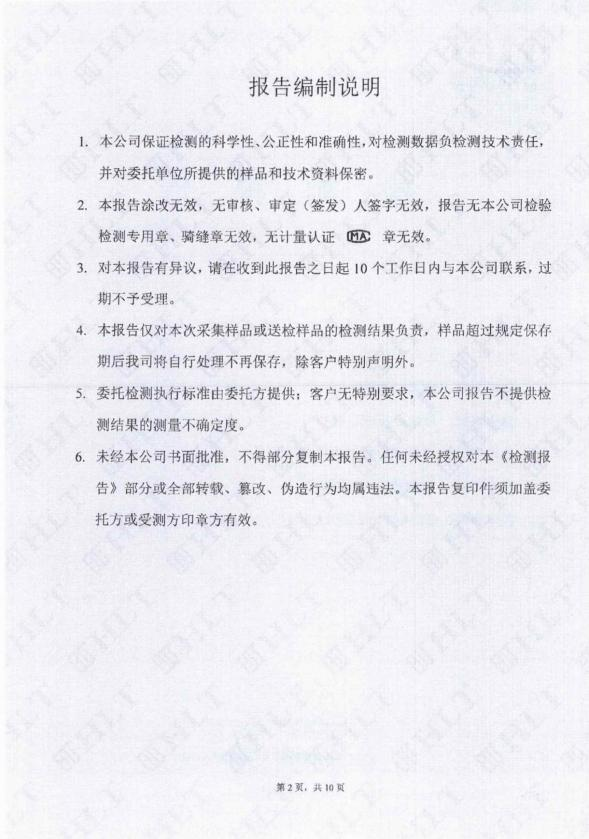 报告编制说明
1. 本公司保证检测的科学性、公正性和准确性，对检测数据负检测技术责任，
并对委托单位所提供的样品和技术资料保密。
2. 本报告涂改无效，无审核、审定（签发）人签字无效，报告无本公司检验
检测专用章、骑缝章无效，无计量认证 MA 章无效。
3. 对本报告有异议，请在收到此报告之日起 10 个工作日内与本公司联系，过
期不予受理。
4. 本报告仅对本次采集样品或送检样品的检测结果负责，样品超过规定保存
期后我司将自行处理不再保存，除客户特别声明外。
5. 委托检测执行标准由委托方提供；客户无特别要求，本公司报告不提供检
测结果的测量不确定度。
6. 未经本公司书面批准，不得部分复制本报告。任何未经授权对本《检测报
告》部分或全部转载、篡改、伪造行为均属违法。本报告复印件须加盖委
托方或受测方印章方有效。
第 2 页，共 10 页